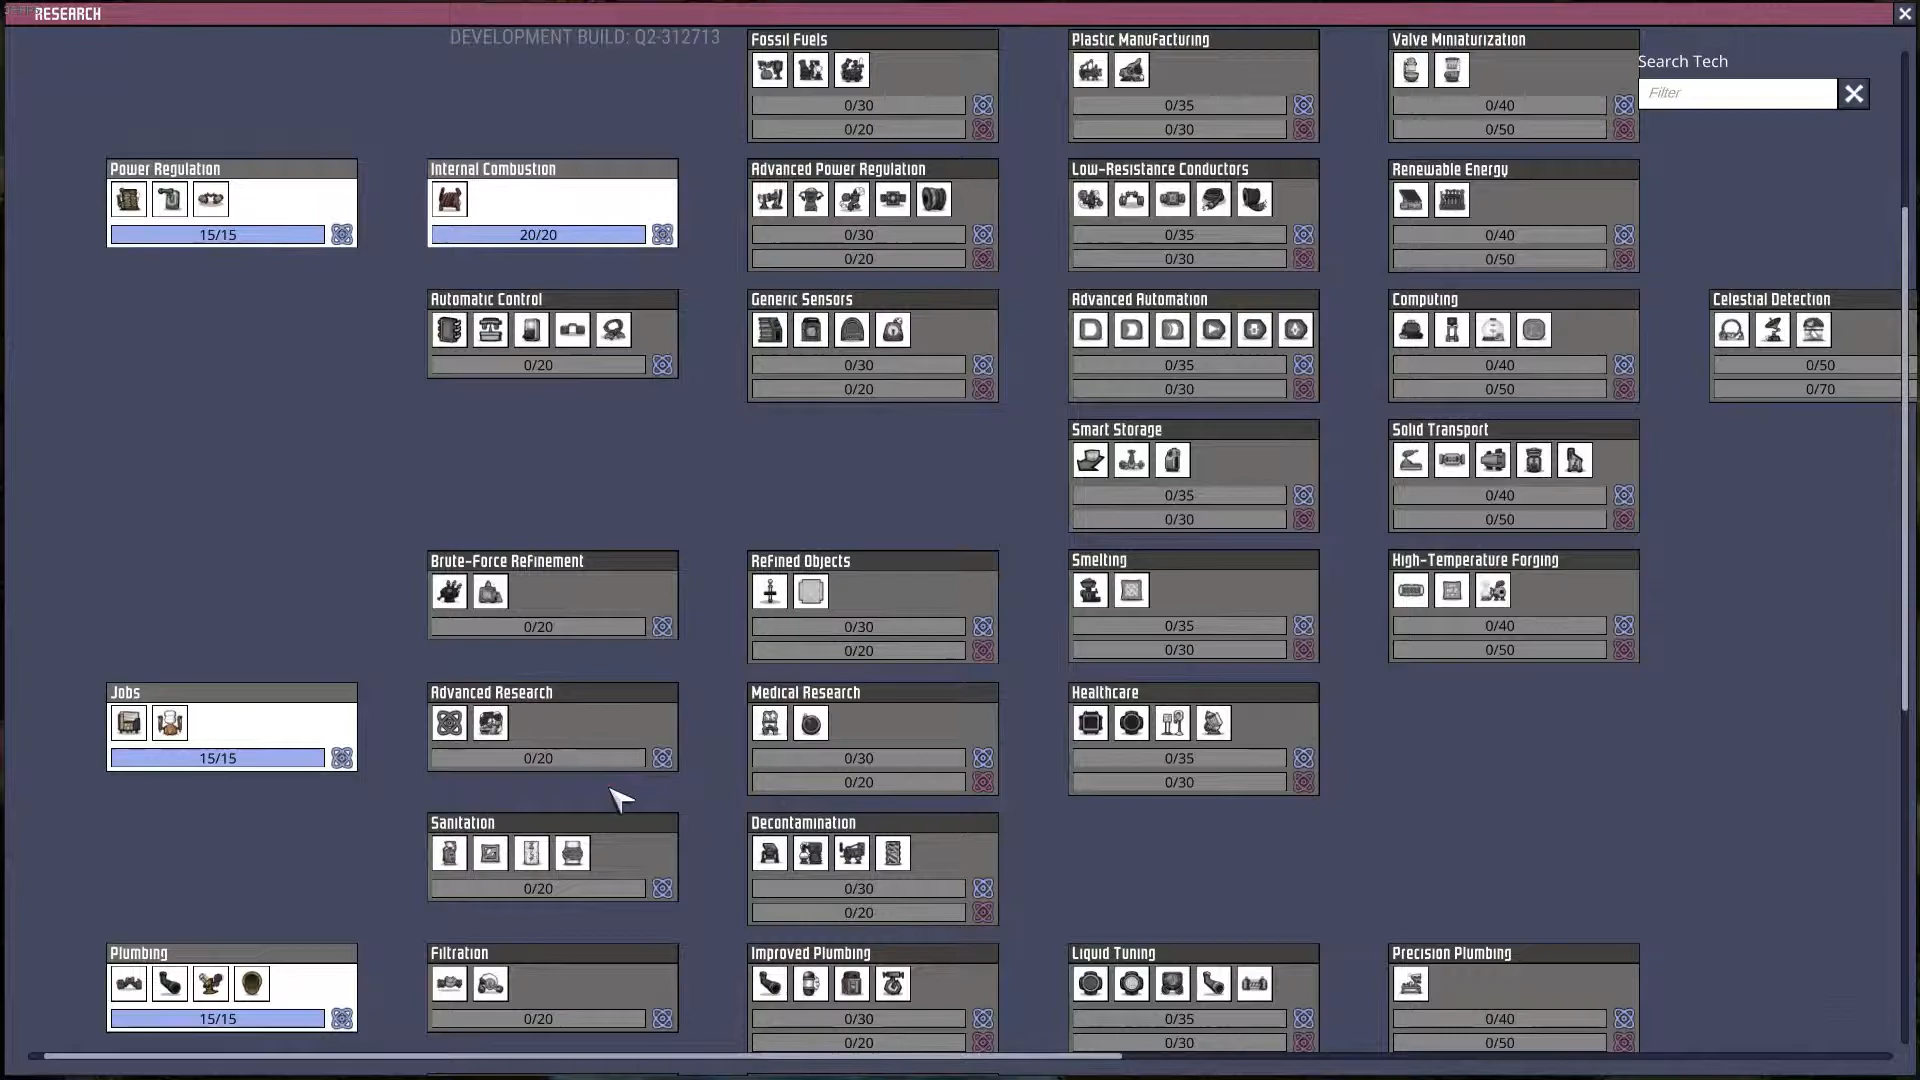 RESEARCH
DEVELOPMENT BUILD: Q2-312713
Search Tech
Filter
Fossil Fuels
0/30
0/20
Plastic Manufacturing
0/35
0/30
Valve Miniaturization
0/40
0/50
Power Regulation
15/15
Internal Combustion
20/20
Advanced Power Regulation
0/30
0/20
Low-Resistance Conductors
0/35
0/30
Renewable Energy
0/40
0/50
Automatic Control
0/20
Generic Sensors
0/30
0/20
Advanced Automation
0/35
0/30
Computing
0/40
0/50
Celestial Detection
0/50
0/70
Smart Storage
0/35
0/30
Solid Transport
0/40
0/50
Brute-Force Refinement
0/20
Refined Objects
0/30
0/20
Smelting
0/35
0/30
High-Temperature Forging
0/40
0/50
Jobs
15/15
Advanced Research
0/20
Medical Research
0/30
0/20
Healthcare
0/35
0/30
Sanitation
0/20
Decontamination
0/30
0/20
Plumbing
15/15
Filtration
0/20
Improved Plumbing
0/30
0/20
Liquid Tuning
0/35
0/30
Precision Plumbing
0/40
0/50